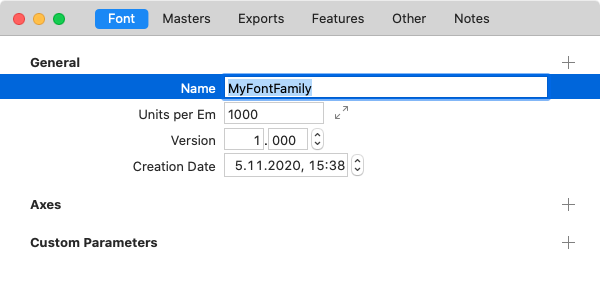 Font Masters Exports Features Other Notes
General
Name MyFontFamily
Units per Em 1000
Version 1.000
Creation Date 5.11.2020, 15:38
Axes
Custom Parameters